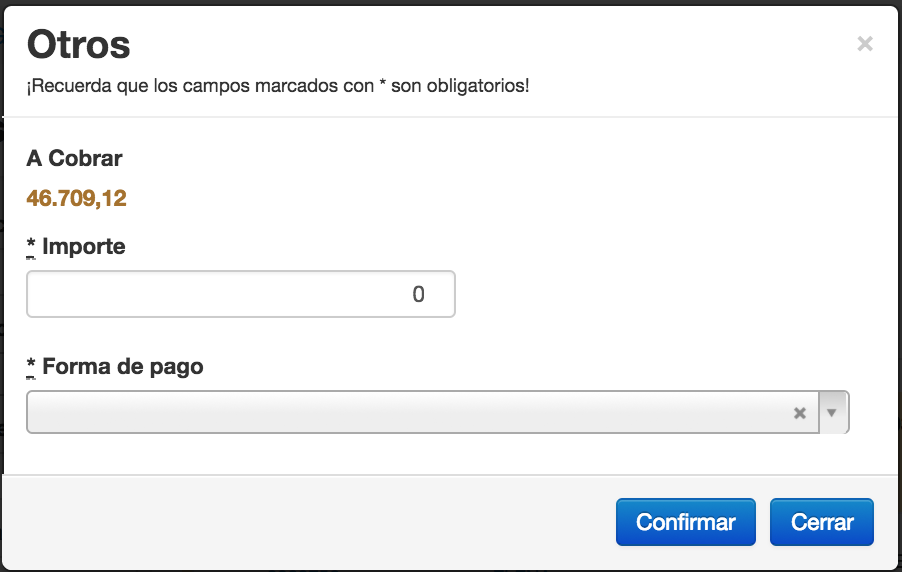 Otros
¡Recuerda que los campos marcados con * son obligatorios!
A Cobrar
46.709,12
* Importe
0
* Forma de pago
Confirmar
Cerrar